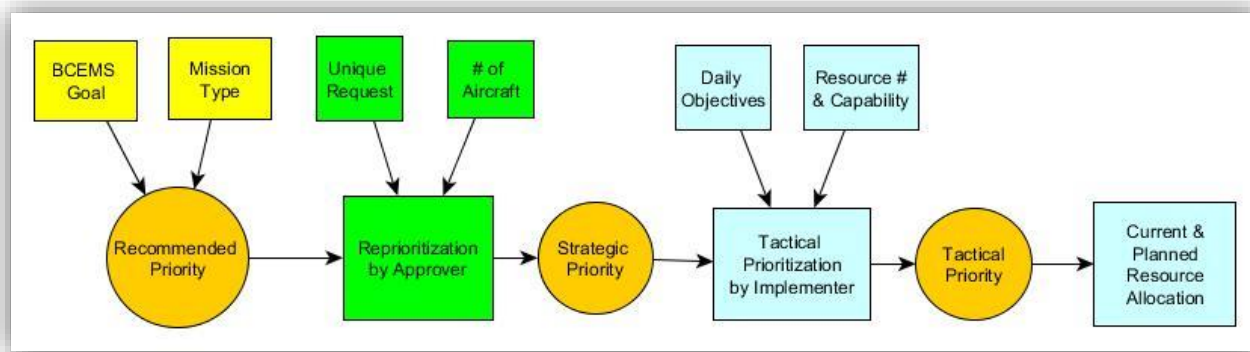 BCEMS
Goal
Mission
Type
Unique
Request
# of
Aircraft
Daily
Objectives
Resource #
& Capability
Recommended
Priority
Reprioritization
by Approver
Strategic
Priority
Tactical
Prioritization
by Implementer
Tactical
Priority
Current &
Planned
Resource
Allocation